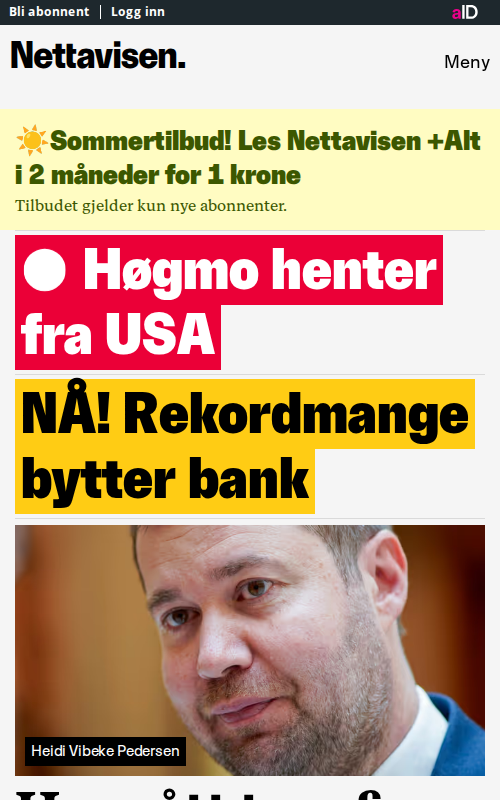 Bli abonnent | Logg inn
aID
Nettavisen.
Meny
☀️Sommertilbud! Les Nettavisen +Alt
i 2 måneder for 1 krone
Tilbudet gjelder kun nye abonnenter.
Høgmo henter
fra USA
NÅ! Rekordmange
bytter bank
Heidi Vibeke Pedersen